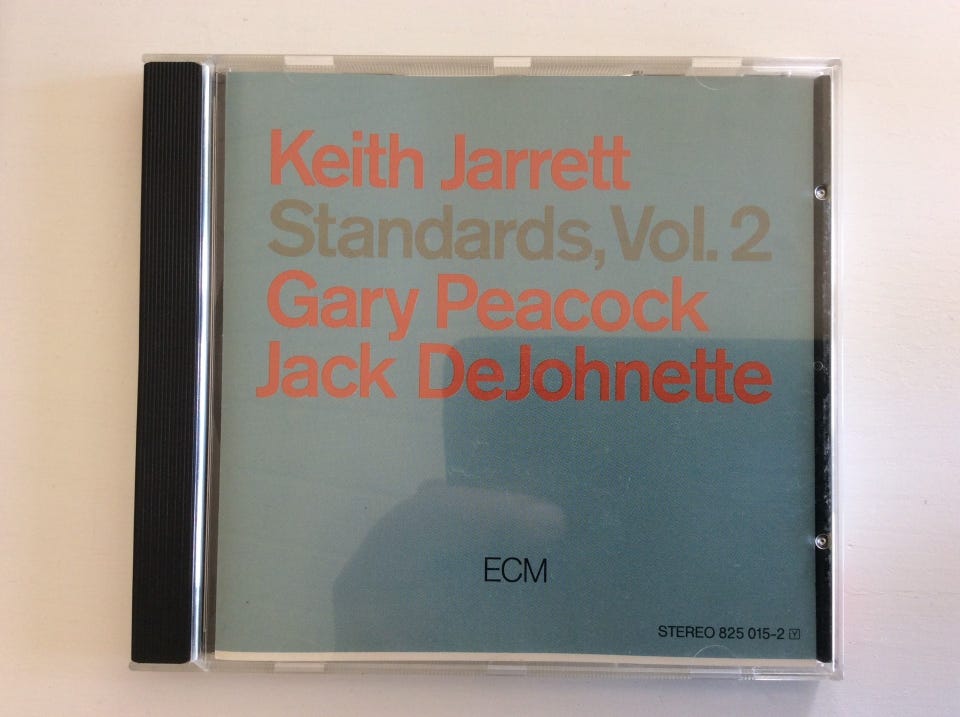 Keith Jarrett
Standards, Vol. 2
Gary Peacock
Jack DeJohnette
ECM
STEREO 825 015-2 Y